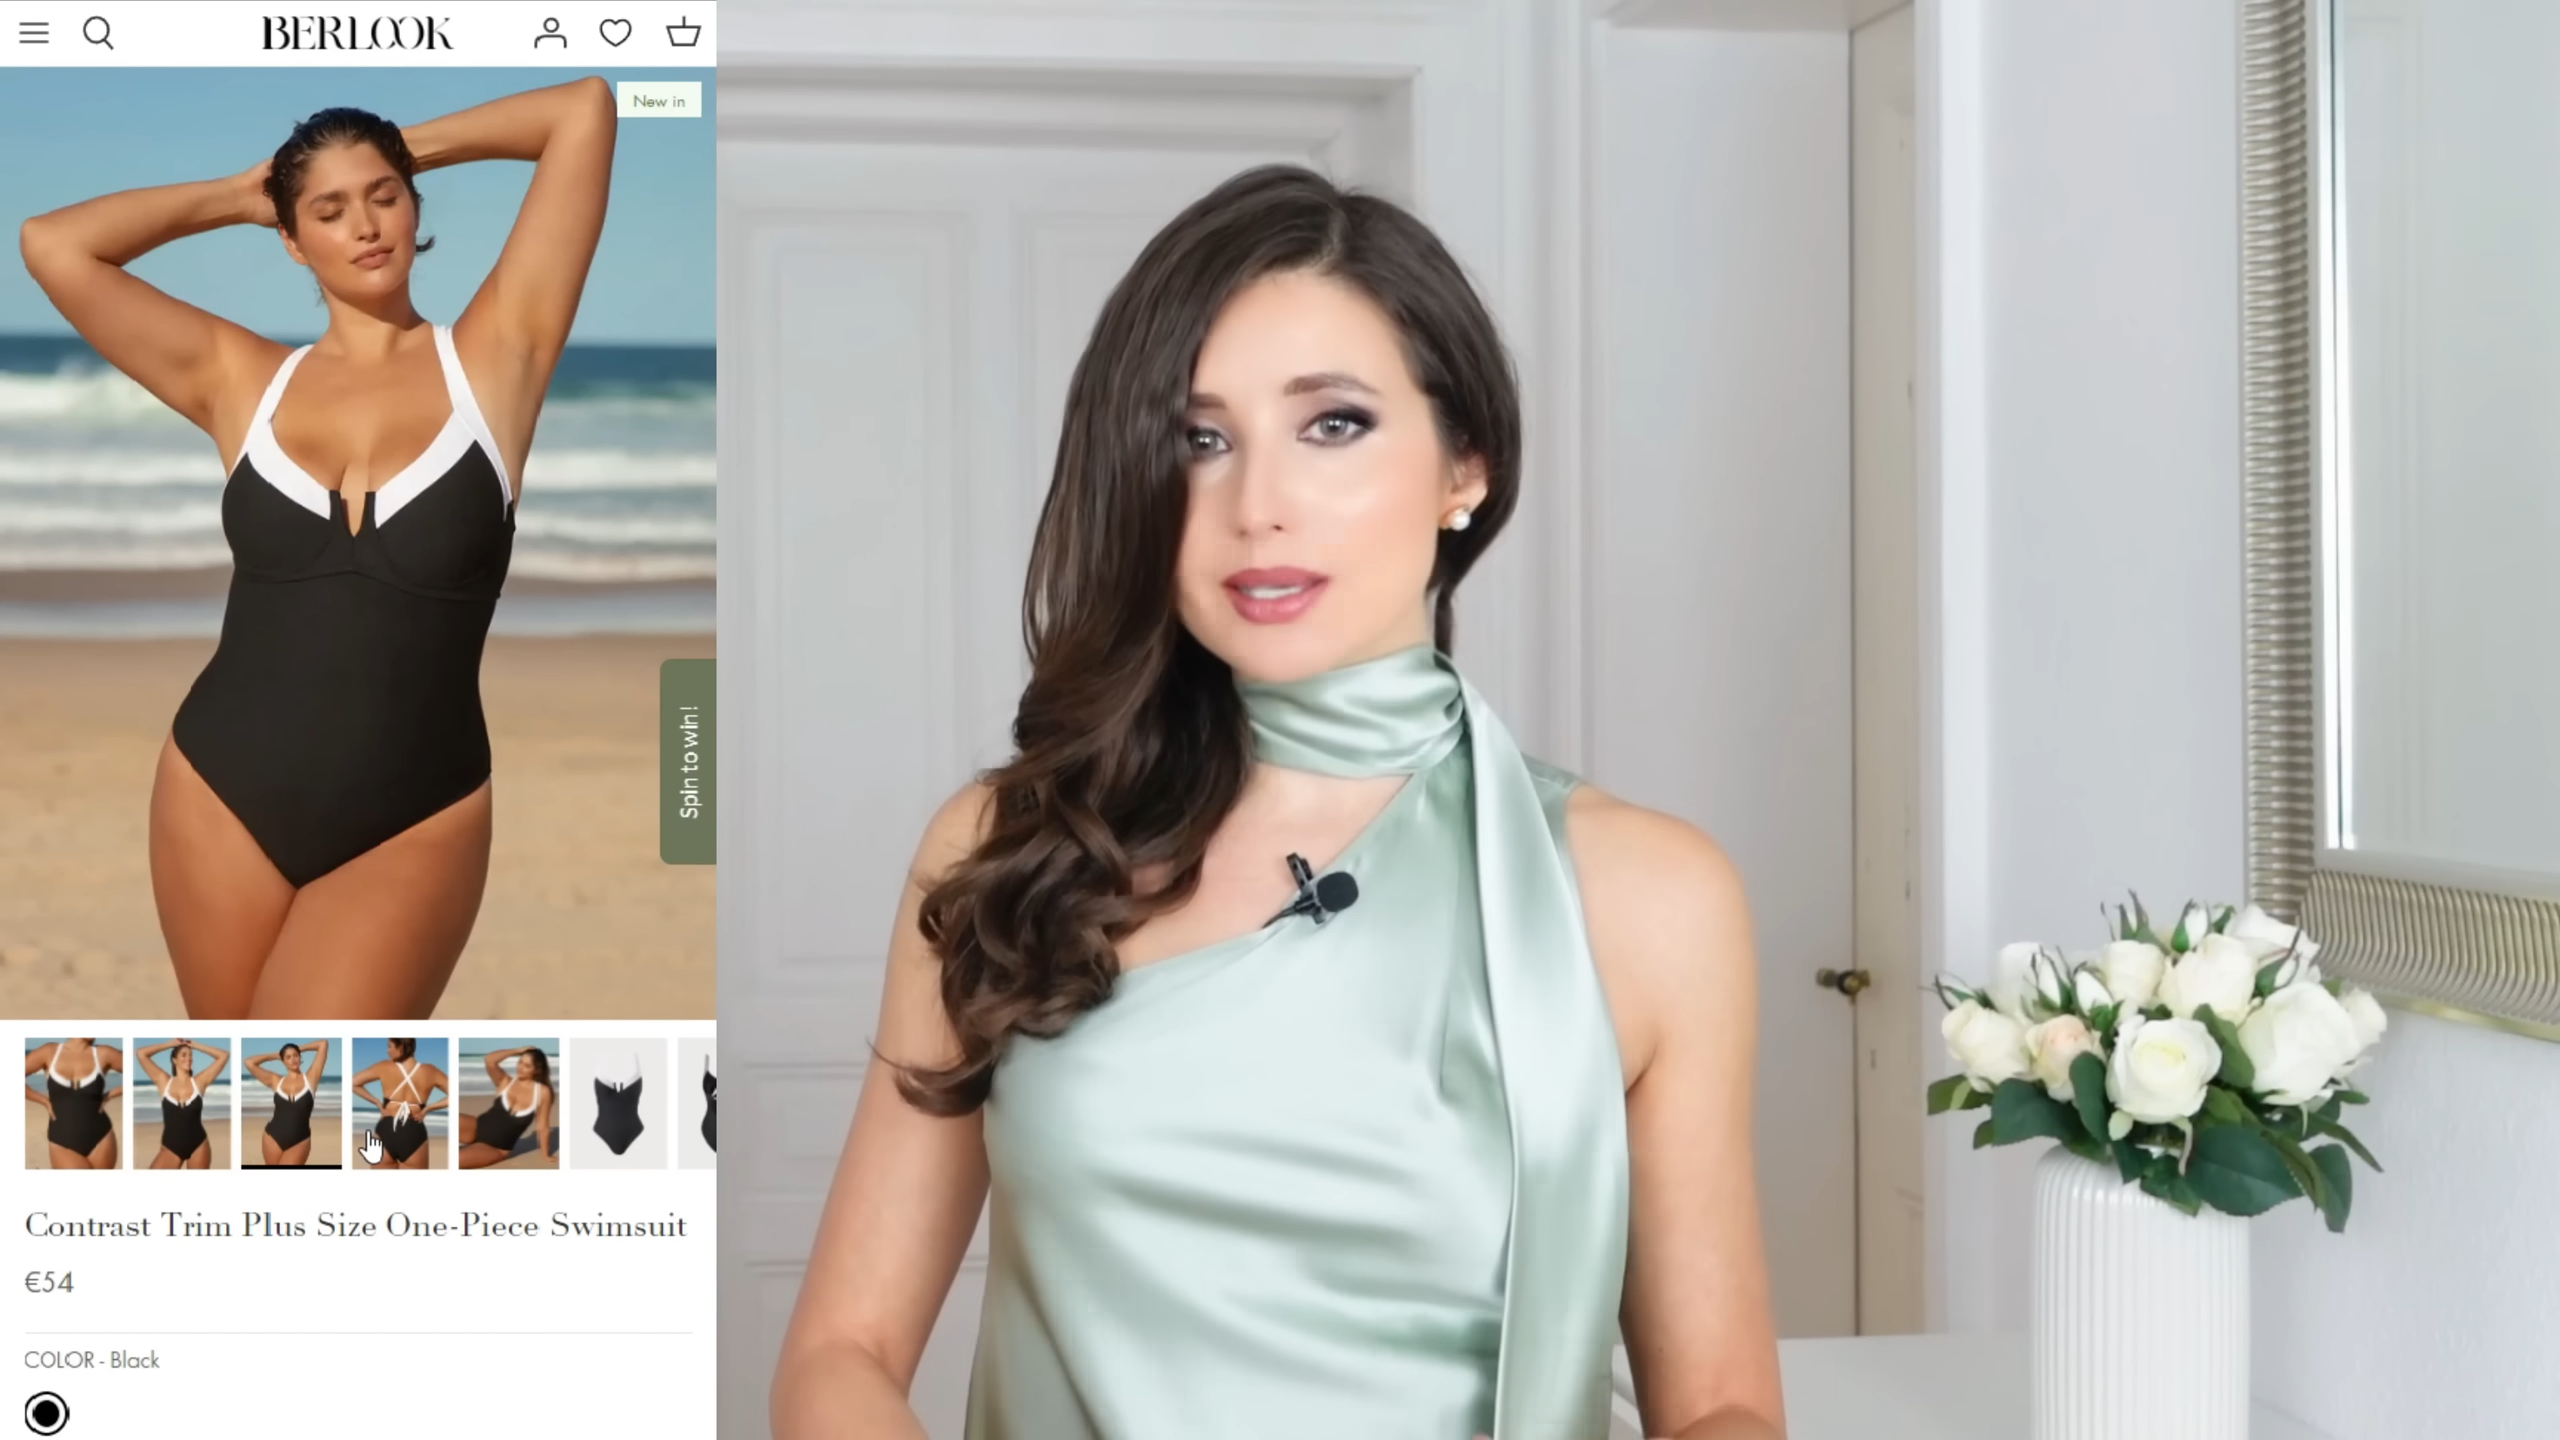 BERLOOK
New in
Spin to win!
Contrast Trim Plus Size One-Piece Swimsuit
€54
COLOR - Black